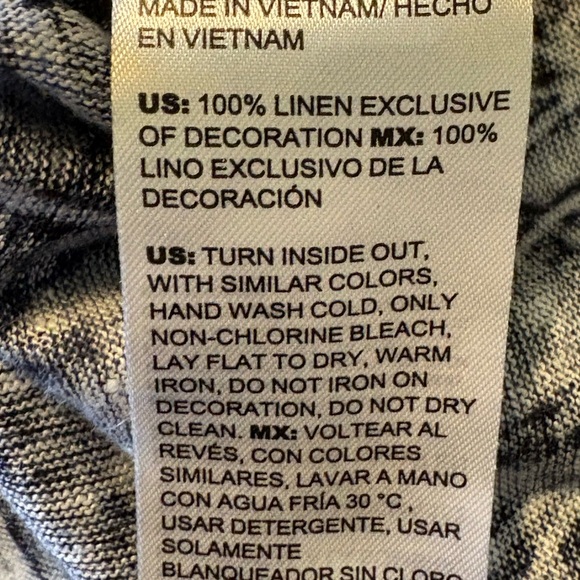 MADE IN VIETNAM/ HECHO
EN VIETNAM
US: 100% LINEN EXCLUSIVE
OF DECORATION MX: 100%
LINO EXCLUSIVO DE LA
DECORACIÓN
US: TURN INSIDE OUT,
WITH SIMILAR COLORS,
HAND WASH COLD, ONLY
NON-CHLORINE BLEACH,
LAY FLAT TO DRY, WARM
IRON, DO NOT IRON ON
DECORATION, DO NOT DRY
CLEAN. MX: VOLTEAR AL
REVÉS, CON COLORES
SIMILARES, LAVAR A MANO
CON AGUA FRÍA 30 °C ,
USAR DETERGENTE, USAR
SOLAMENTE
BLANQUEADOR SIN CLORO